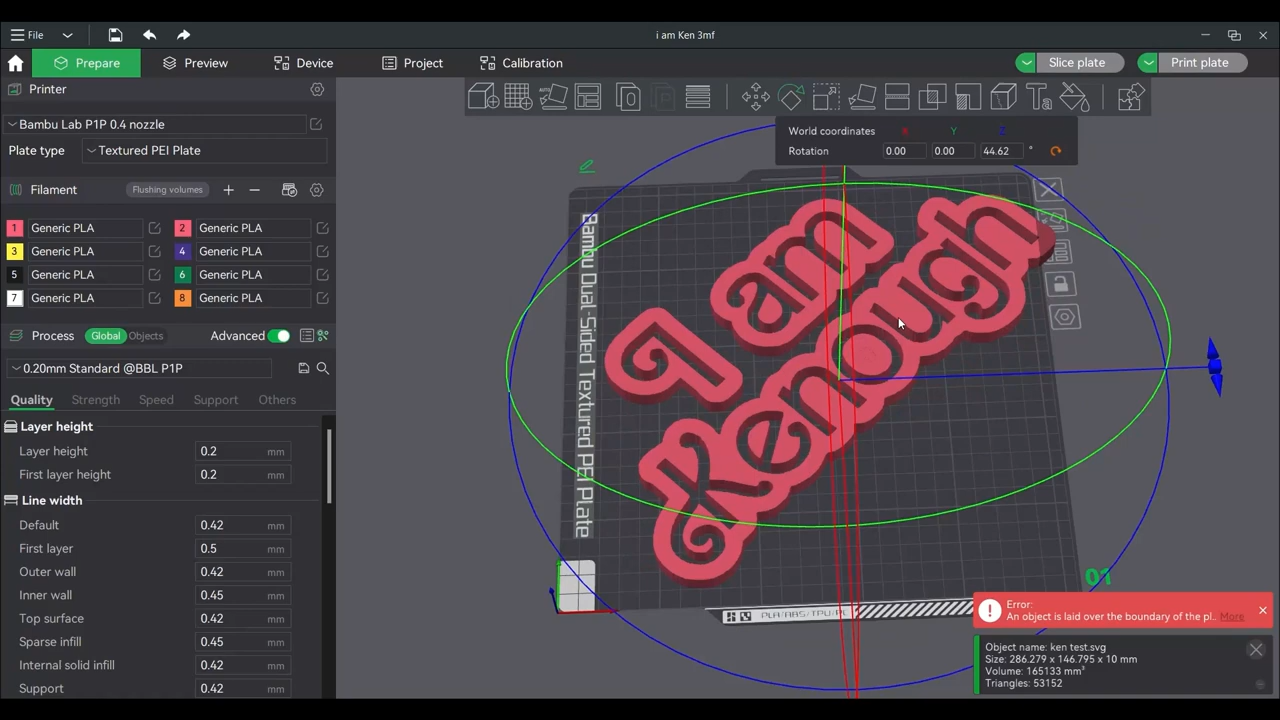 File
i am Ken 3mf
Prepare
Preview
Device
Project
Calibration
Slice plate
Print plate
Printer
Bambu Lab P1P 0.4 nozzle
Plate type
Textured PEI Plate
Filament
Flushing volumes
1 Generic PLA
2 Generic PLA
3 Generic PLA
4 Generic PLA
5 Generic PLA
6 Generic PLA
7 Generic PLA
8 Generic PLA
Process
Global
Objects
Advanced
0.20mm Standard @BBL P1P
Quality
Strength
Speed
Support
Others
Layer height
Layer height 0.2 mm
First layer height 0.2 mm
Line width
Default 0.42 mm
First layer 0.5 mm
Outer wall 0.42 mm
Inner wall 0.45 mm
Top surface 0.42 mm
Sparse infill 0.45 mm
Internal solid infill 0.42 mm
Support 0.42 mm
World coordinates X Y Z
Rotation 0.00 0.00 44.62 °
Bambu Dual-Sided Textured PEI Plate
I am
Kenough
01
PLA/ABS/TPU/PE
Error:
An object is laid over the boundary of the pl.. More
Object name: ken test.svg
Size: 286.279 x 146.795 x 10 mm
Volume: 165133 mm³
Triangles: 53152